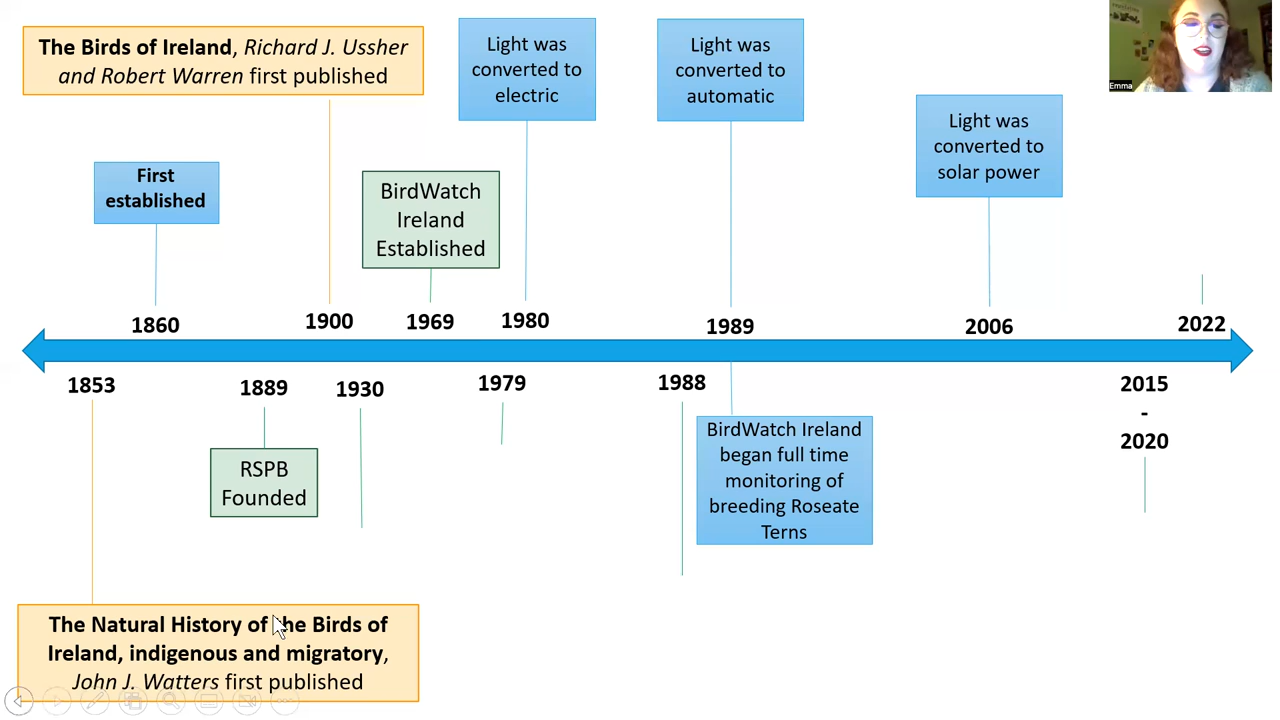 The Birds of Ireland, Richard J. Ussher
and Robert Warren first published
Light was
converted to
electric
Light was
converted to
automatic
Light was
converted to
solar power
Emma
First
established
BirdWatch
Ireland
Established
1860
1900
1969
1980
1989
2006
2022
1853
1889
1930
1979
1988
2015
-
2020
RSPB
Founded
BirdWatch Ireland
began full time
monitoring of
breeding Roseate
Terns
The Natural History of the Birds of
Ireland, indigenous and migratory,
John J. Watters first published